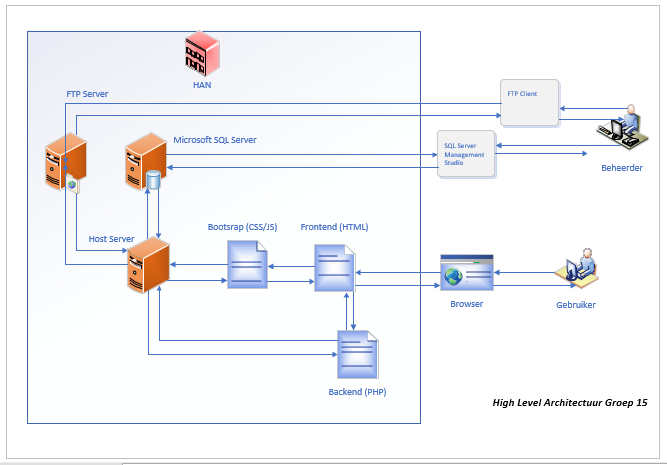 HAN
FTP Server
FTP Client
Microsoft SQL Server
SQL Server
Management
Studio
Beheerder
Host Server
Bootsrap (CSS/JS)
Frontend (HTML)
Browser
Gebruiker
Backend (PHP)
High Level Architectuur Groep 15